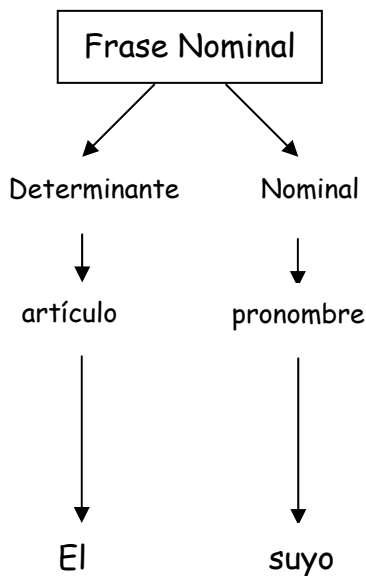 Frase Nominal
Determinante Nominal
artículo pronombre
El suyo